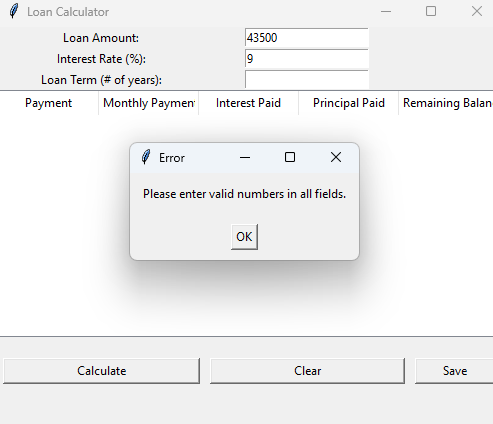 Loan Calculator
Loan Amount: 43500
Interest Rate (%): 9
Loan Term (# of years):
Payment Monthly Paymen Interest Paid Principal Paid Remaining Balan
Error
Please enter valid numbers in all fields.
OK
Calculate Clear Save